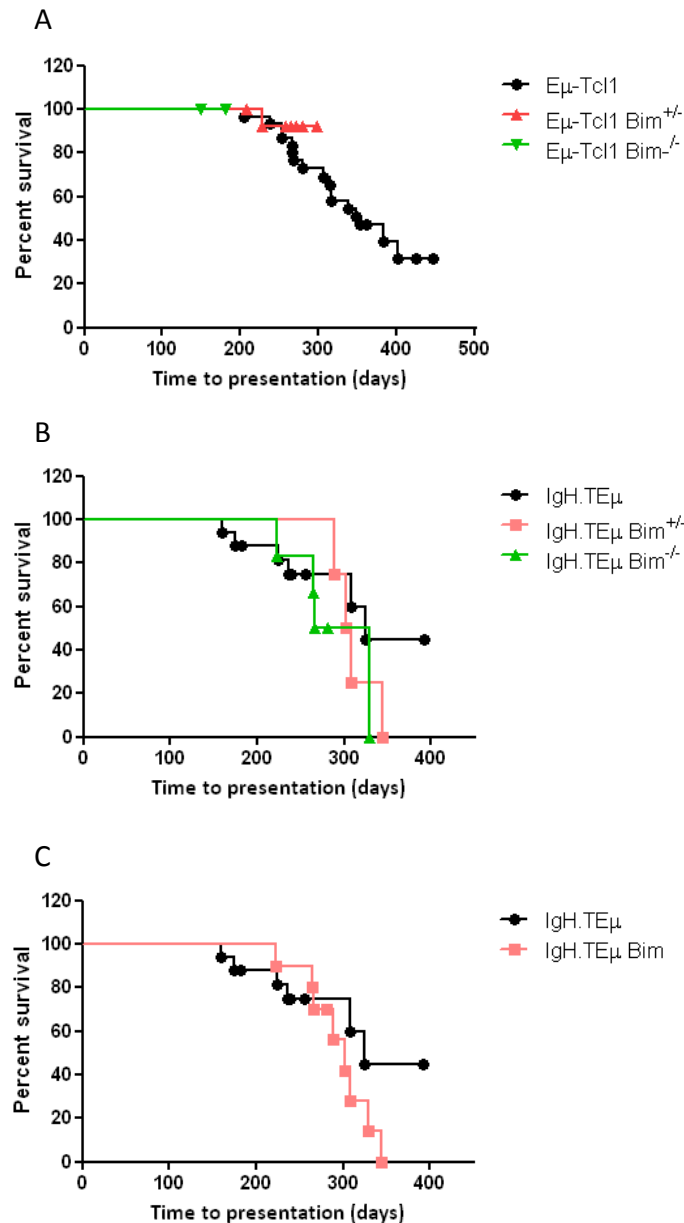 A
120
100
80
60
40
20
0
Percent survival
0 100 200 300 400 500
Time to presentation (days)
Eμ-Tcl1
Eμ-Tcl1 Bim+/-
Eμ-Tcl1 Bim-/-
B
120
100
80
60
40
20
0
Percent survival
0 100 200 300 400
Time to presentation (days)
IgH.TEμ
IgH.TEμ Bim+/-
IgH.TEμ Bim-/-
C
120
100
80
60
40
20
0
Percent survival
0 100 200 300 400
Time to presentation (days)
IgH.TEμ
IgH.TEμ Bim